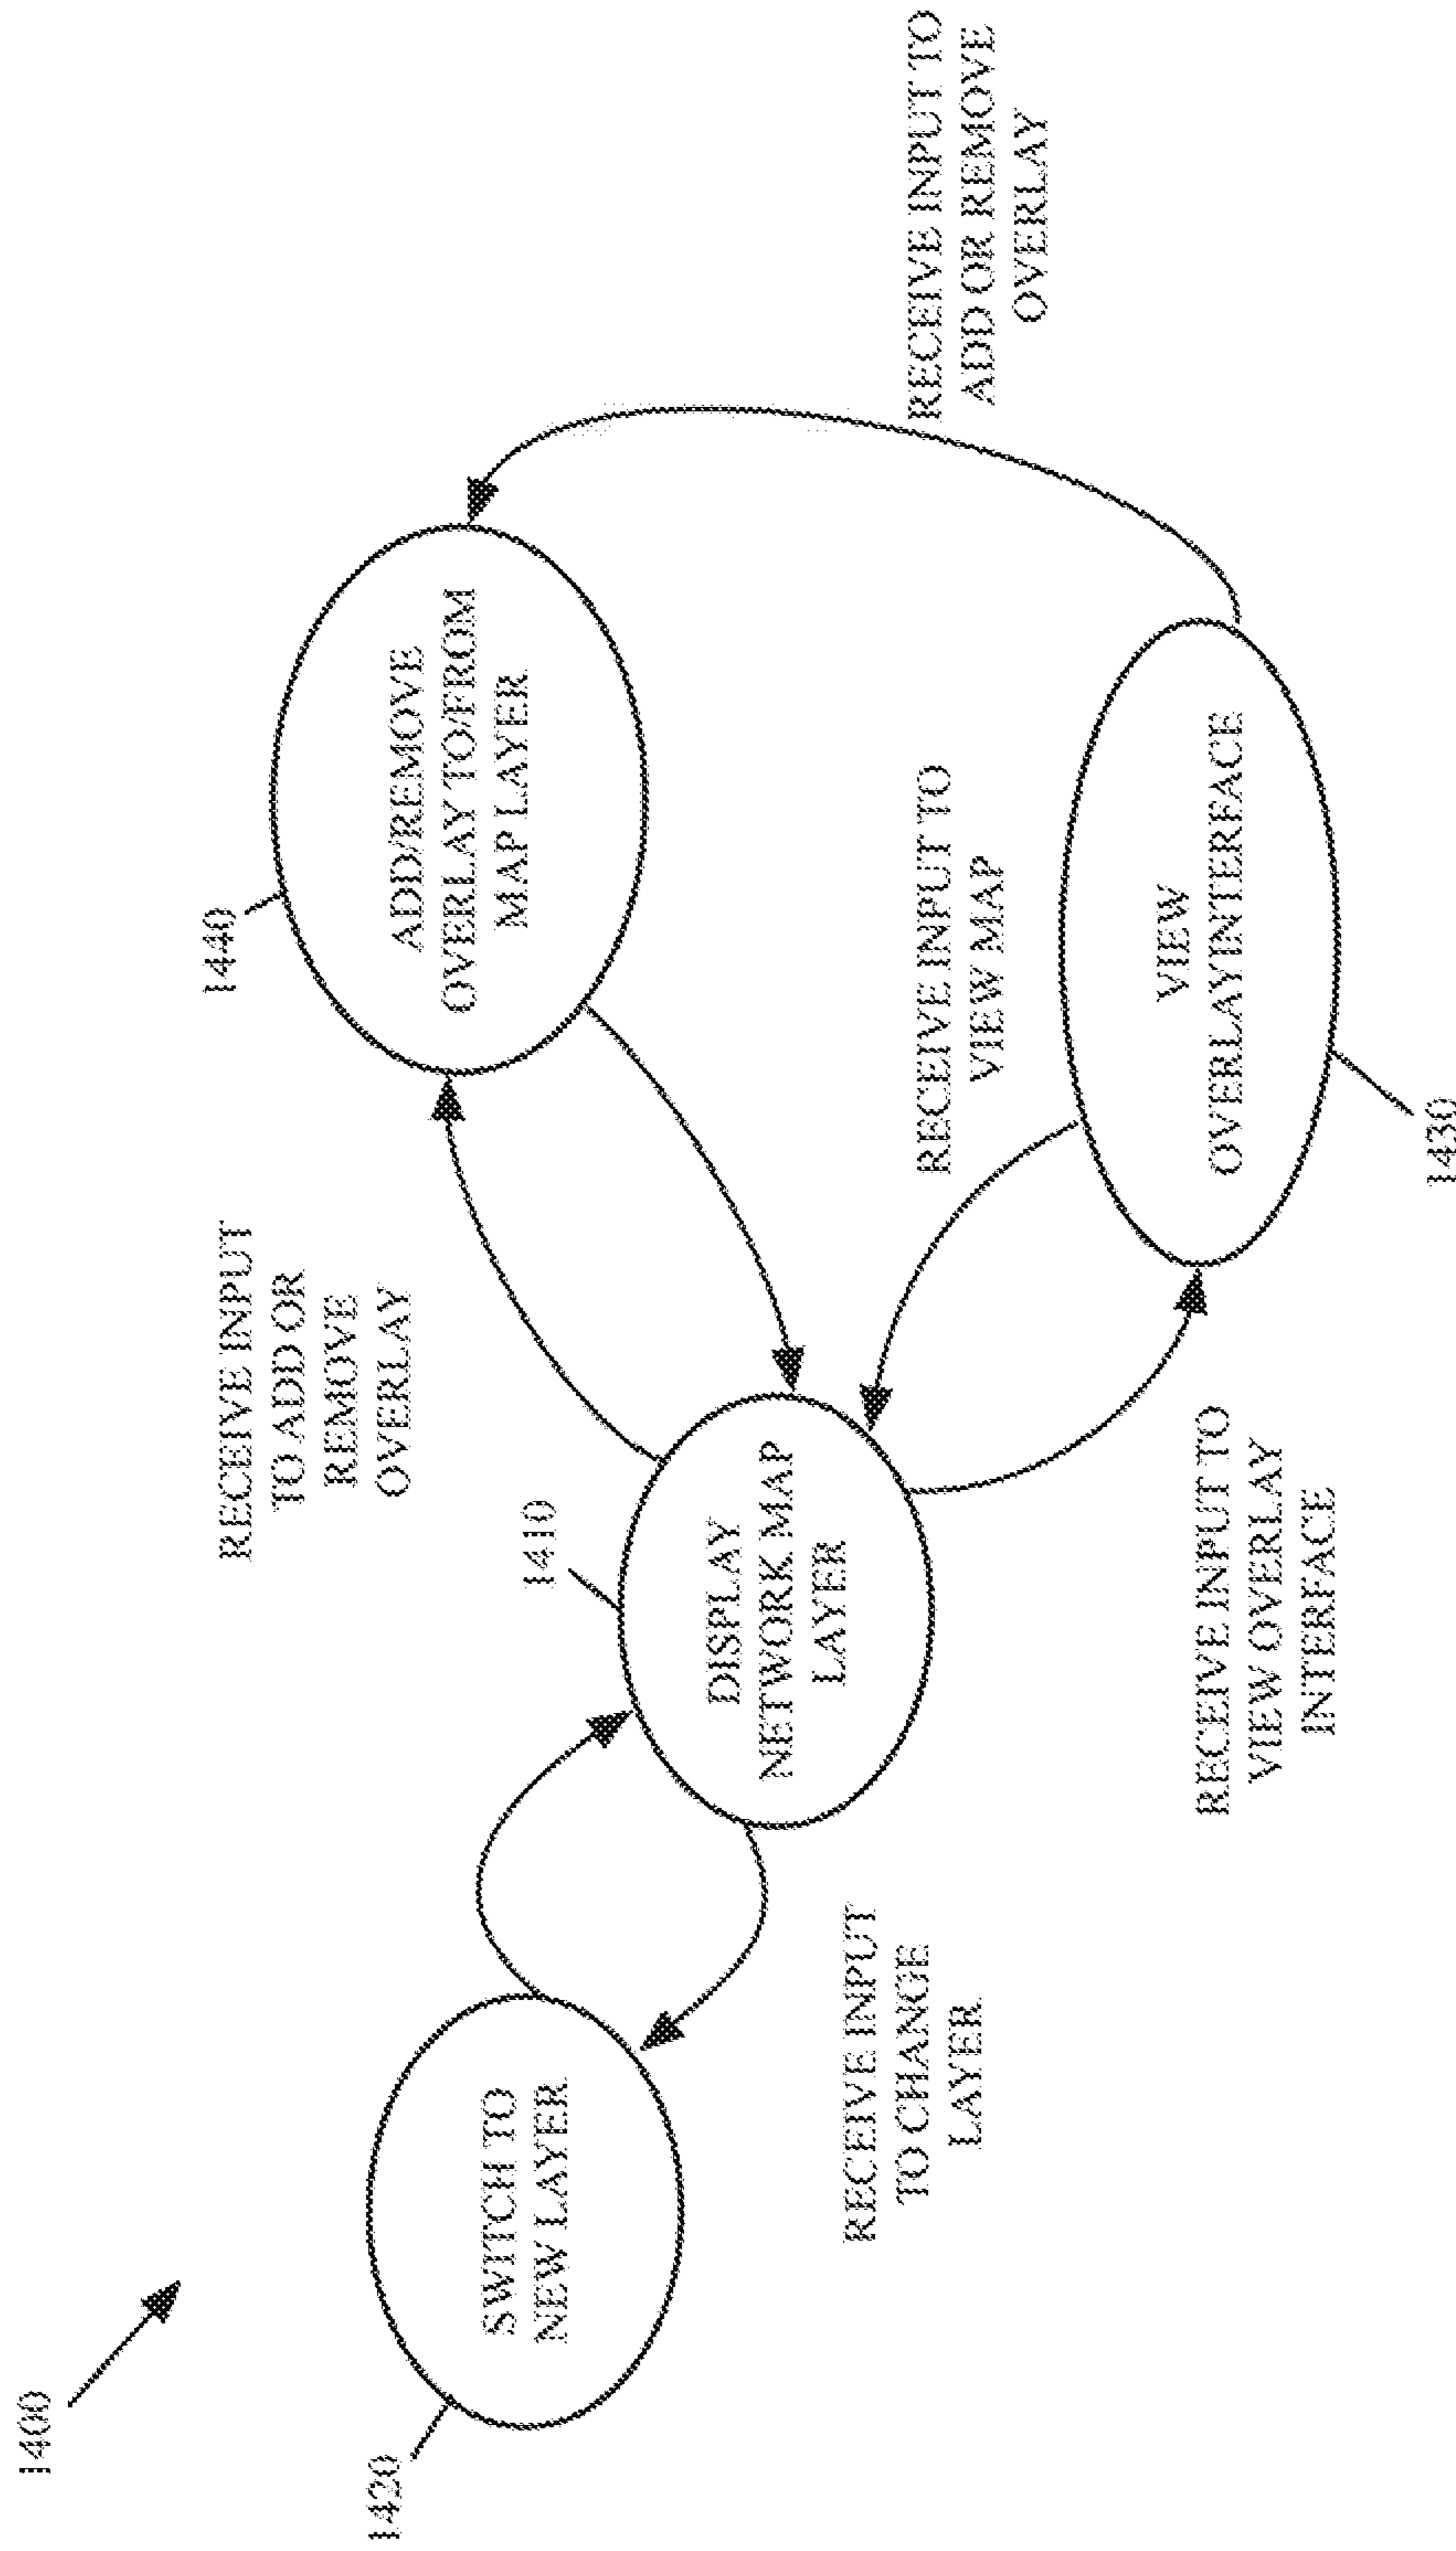 1400
1420
SWITCH TO
NEW LAYER
RECEIVE INPUT
TO CHANGE
LAYER
1410
DISPLAY
NETWORK MAP
LAYER
RECEIVE INPUT
TO ADD OR
REMOVE
OVERLAY
1440
ADD/REMOVE
OVERLAY TO/FROM
MAP LAYER
RECEIVE INPUT TO
VIEW MAP
RECEIVE INPUT TO
VIEW OVERLAY
INTERFACE
VIEW
OVERLAYINTERFACE
1430
RECEIVE INPUT TO
ADD OR REMOVE
OVERLAY